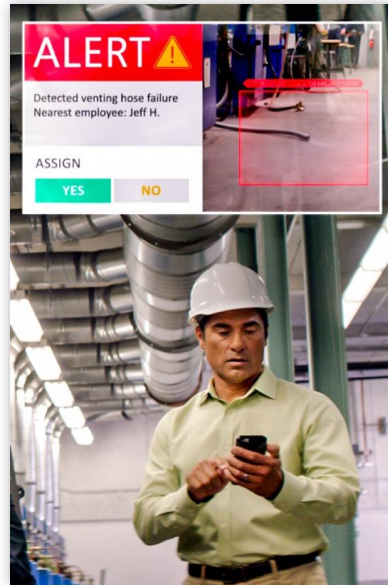 ALERT
Detected venting hose failure
Nearest employee: Jeff H.
ASSIGN
YES
NO